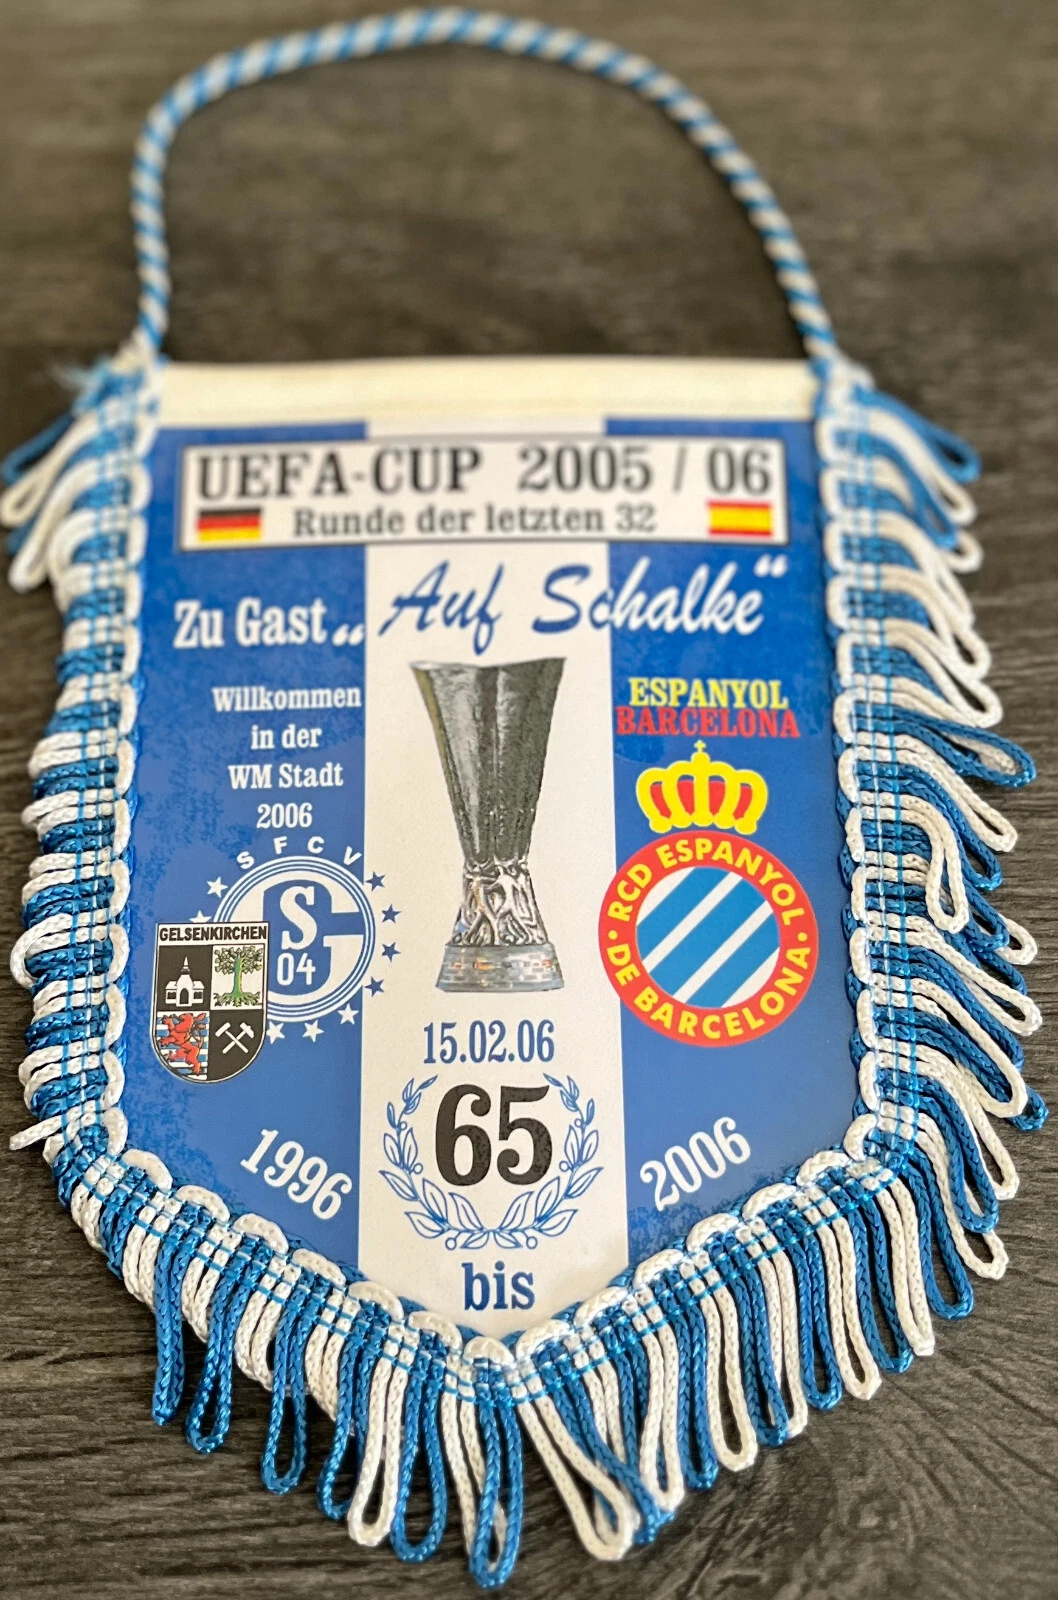 UEFA-CUP 2005 / 06
Runde der letzten 32
Zu Gast „Auf Schalke“
Willkommen
in der
WM Stadt
2006
ESPANYOL
BARCELONA
SFCV
S
04
GELSENKIRCHEN
RCD ESPANYOL
DE BARCELONA
15.02.06
65
1996
bis
2006